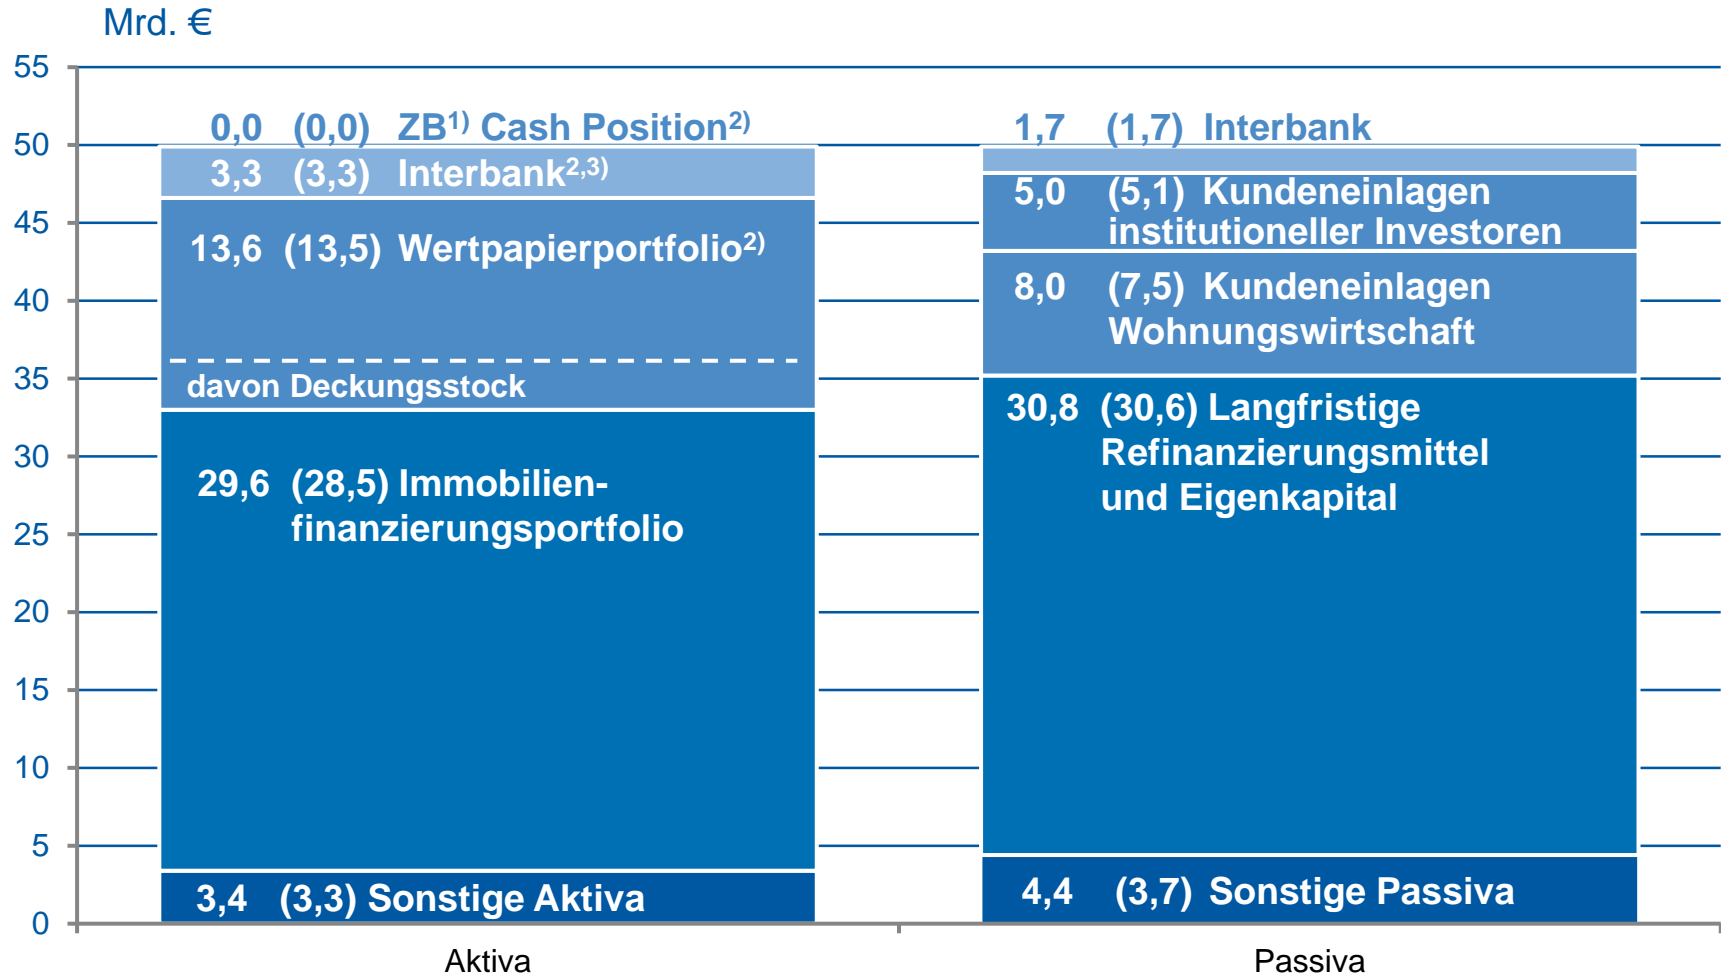 Mrd. €
55
50
45
40
35
30
25
20
15
10
5
0
0,0 (0,0) ZB1) Cash Position2)
3,3 (3,3) Interbank2,3)
13,6 (13,5) Wertpapierportfolio2)
davon Deckungsstock
29,6 (28,5) Immobilien-
finanzierungsportfolio
3,4 (3,3) Sonstige Aktiva
Aktiva
1,7 (1,7) Interbank
5,0 (5,1) Kundeneinlagen
institutioneller Investoren
8,0 (7,5) Kundeneinlagen
Wohnungswirtschaft
30,8 (30,6) Langfristige
Refinanzierungsmittel
und Eigenkapital
4,4 (3,7) Sonstige Passiva
Passiva